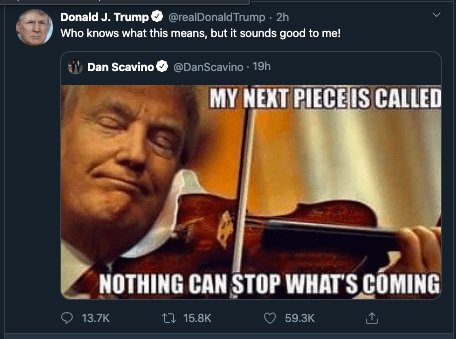 Donald J. Trump @realDonaldTrump · 2h
Who knows what this means, but it sounds good to me!
Dan Scavino @DanScavino · 19h
MY NEXT PIECE IS CALLED
NOTHING CAN STOP WHAT'S COMING
13.7K 15.8K 59.3K